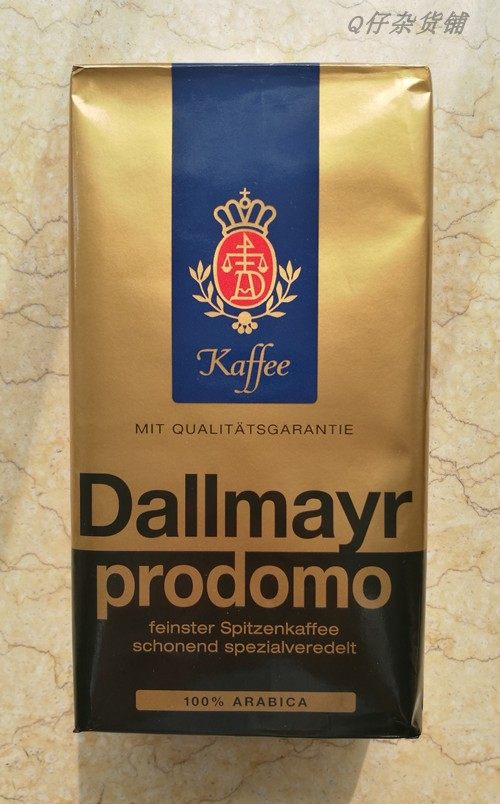 Q仔杂货铺
Kaffee
MIT QUALITÄTSGARANTIE
Dallmayr
prodomo
feinster Spitzenkaffee
schonend spezialveredelt
100% ARABICA